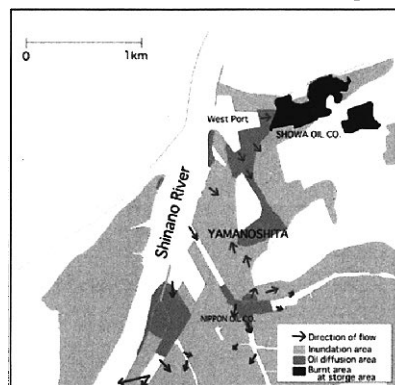 0
1km
West Port
SHOWA OIL CO.
Shinano River
YAMANOSHITA
NIPPON OIL CO.
Direction of flow
Inundation area
Oil diffusion area
Burnt area
at storge area